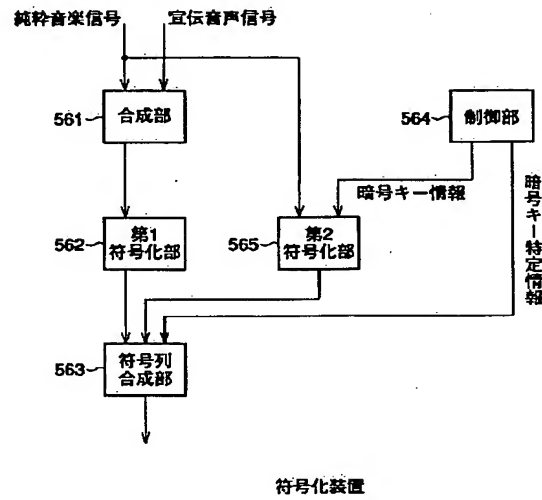 純粋音楽信号 宣伝音声信号
561
合成部
564
制御部
暗号キー情報
暗号キー特定情報
562
第1
符号化部
565
第2
符号化部
563
符号列
合成部
符号化装置